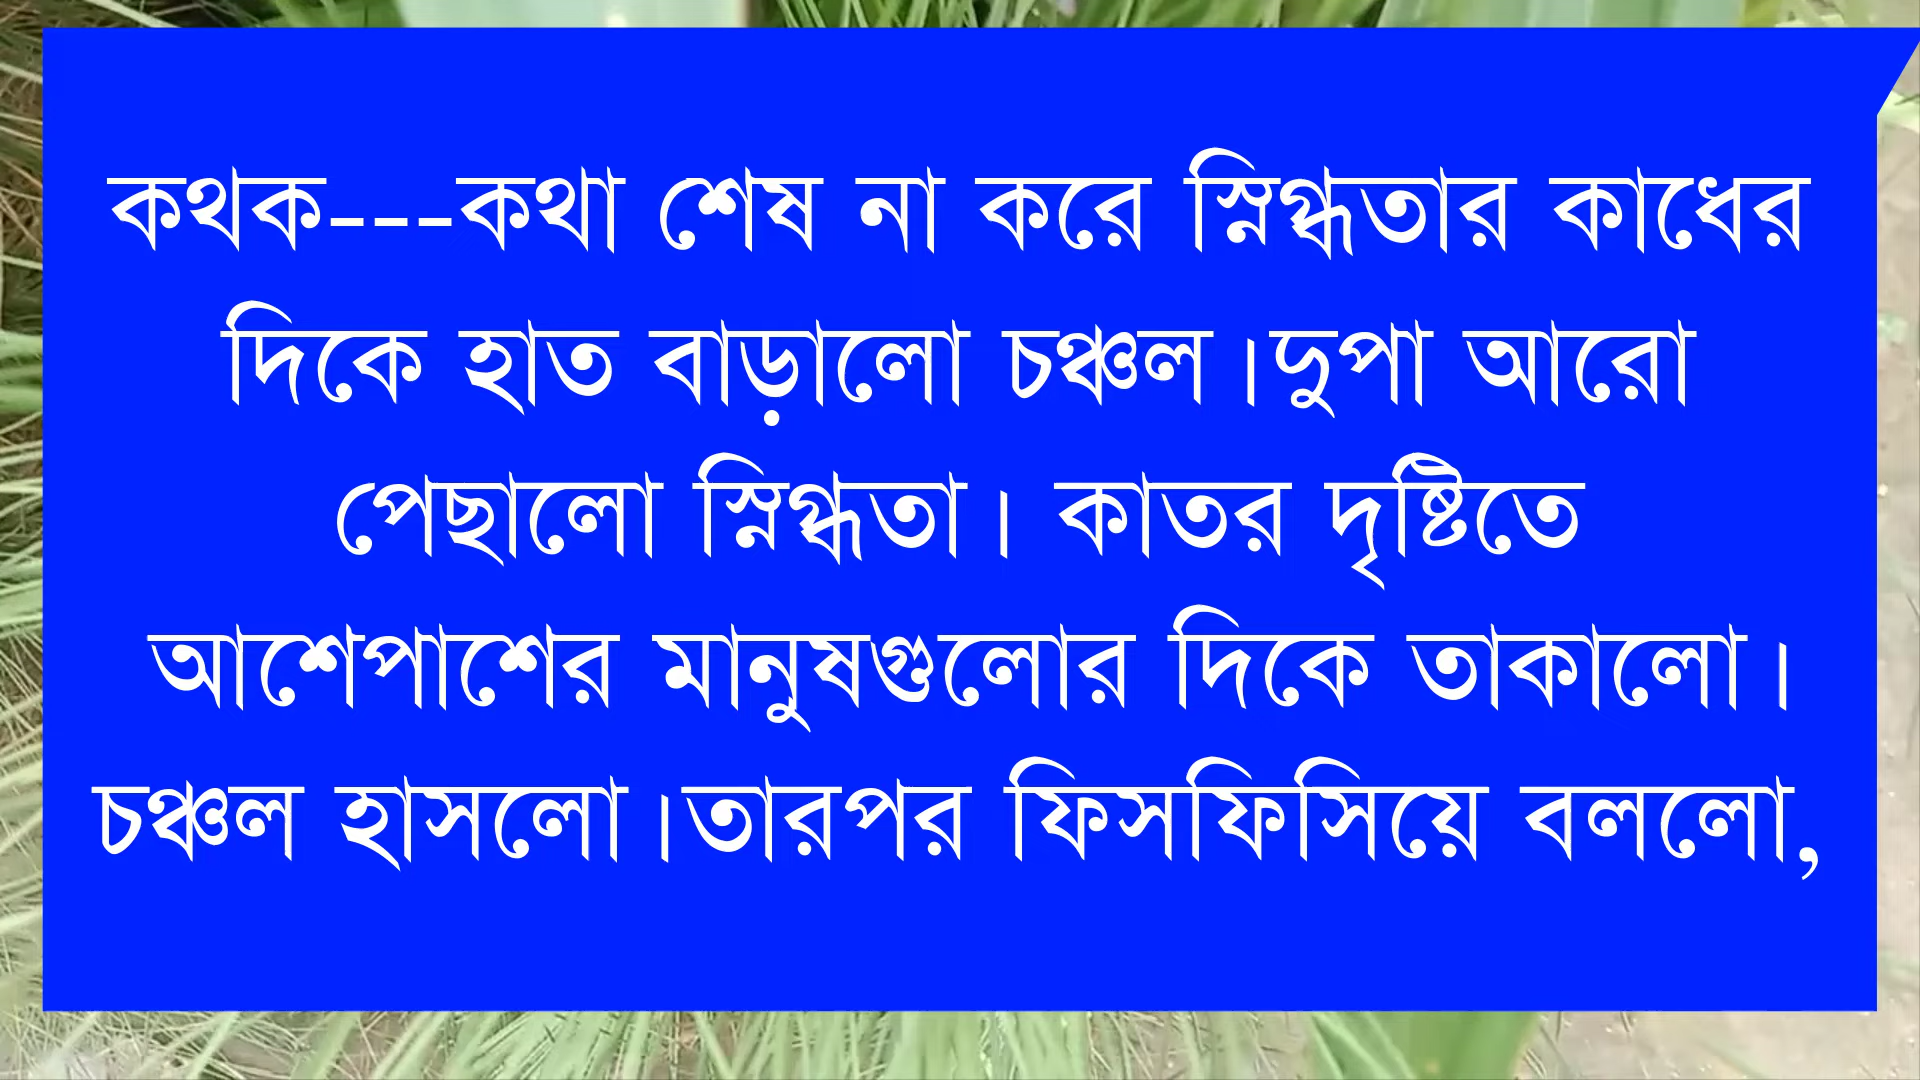 কথক---কথা শেষ না করে স্নিগ্ধতার কাধের
দিকে হাত বাড়ালো চঞ্চল।দুপা আরো
পেছালো স্নিগ্ধতা। কাতর দৃষ্টিতে
আশেপাশের মানুষগুলোর দিকে তাকালো।
চঞ্চল হাসলো।তারপর ফিসফিসিয়ে বললো,